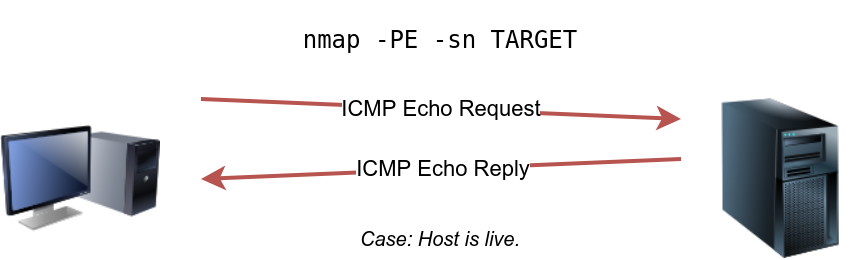 nmap -PE -sn TARGET
ICMP Echo Request
ICMP Echo Reply
Case: Host is live.